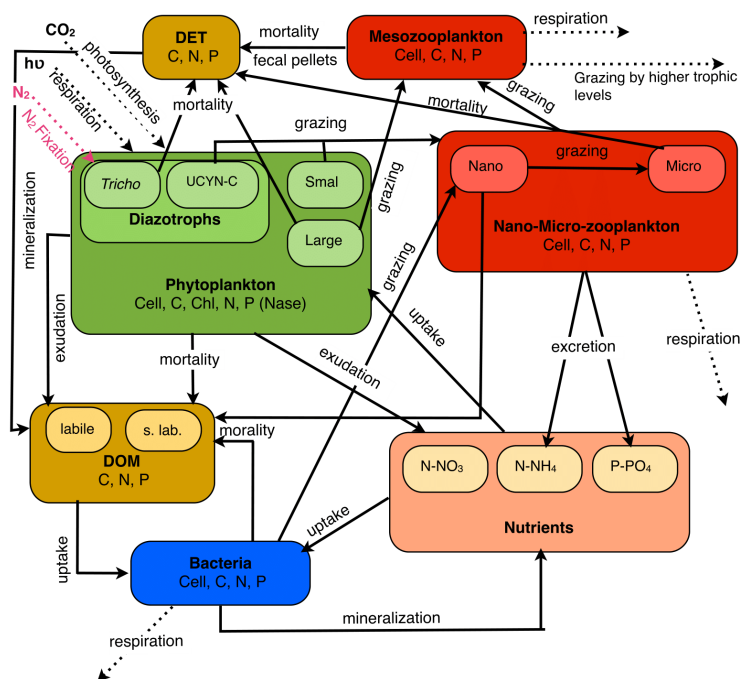 CO₂
DET
C, N, P
mortality
fecal pellets
Mesozooplankton
Cell, C, N, P
respiration
Grazing by higher trophic
levels
hυ
photosynthesis
respiration
N₂
N₂ Fixation
mortality
grazing
mortality
grazing
Tricho
UCYN-C
Smal
Diazotrophs
Large
grazing
Nano
grazing
Micro
Nano-Micro-zooplankton
Cell, C, N, P
mineralization
Phytoplankton
Cell, C, Chl, N, P (Nase)
grazing
uptake
exudation
mortality
exudation
excretion
respiration
labile
s. lab.
DOM
C, N, P
morality
N-NO₃
N-NH₄
P-PO₄
Nutrients
uptake
uptake
Bacteria
Cell, C, N, P
mineralization
respiration